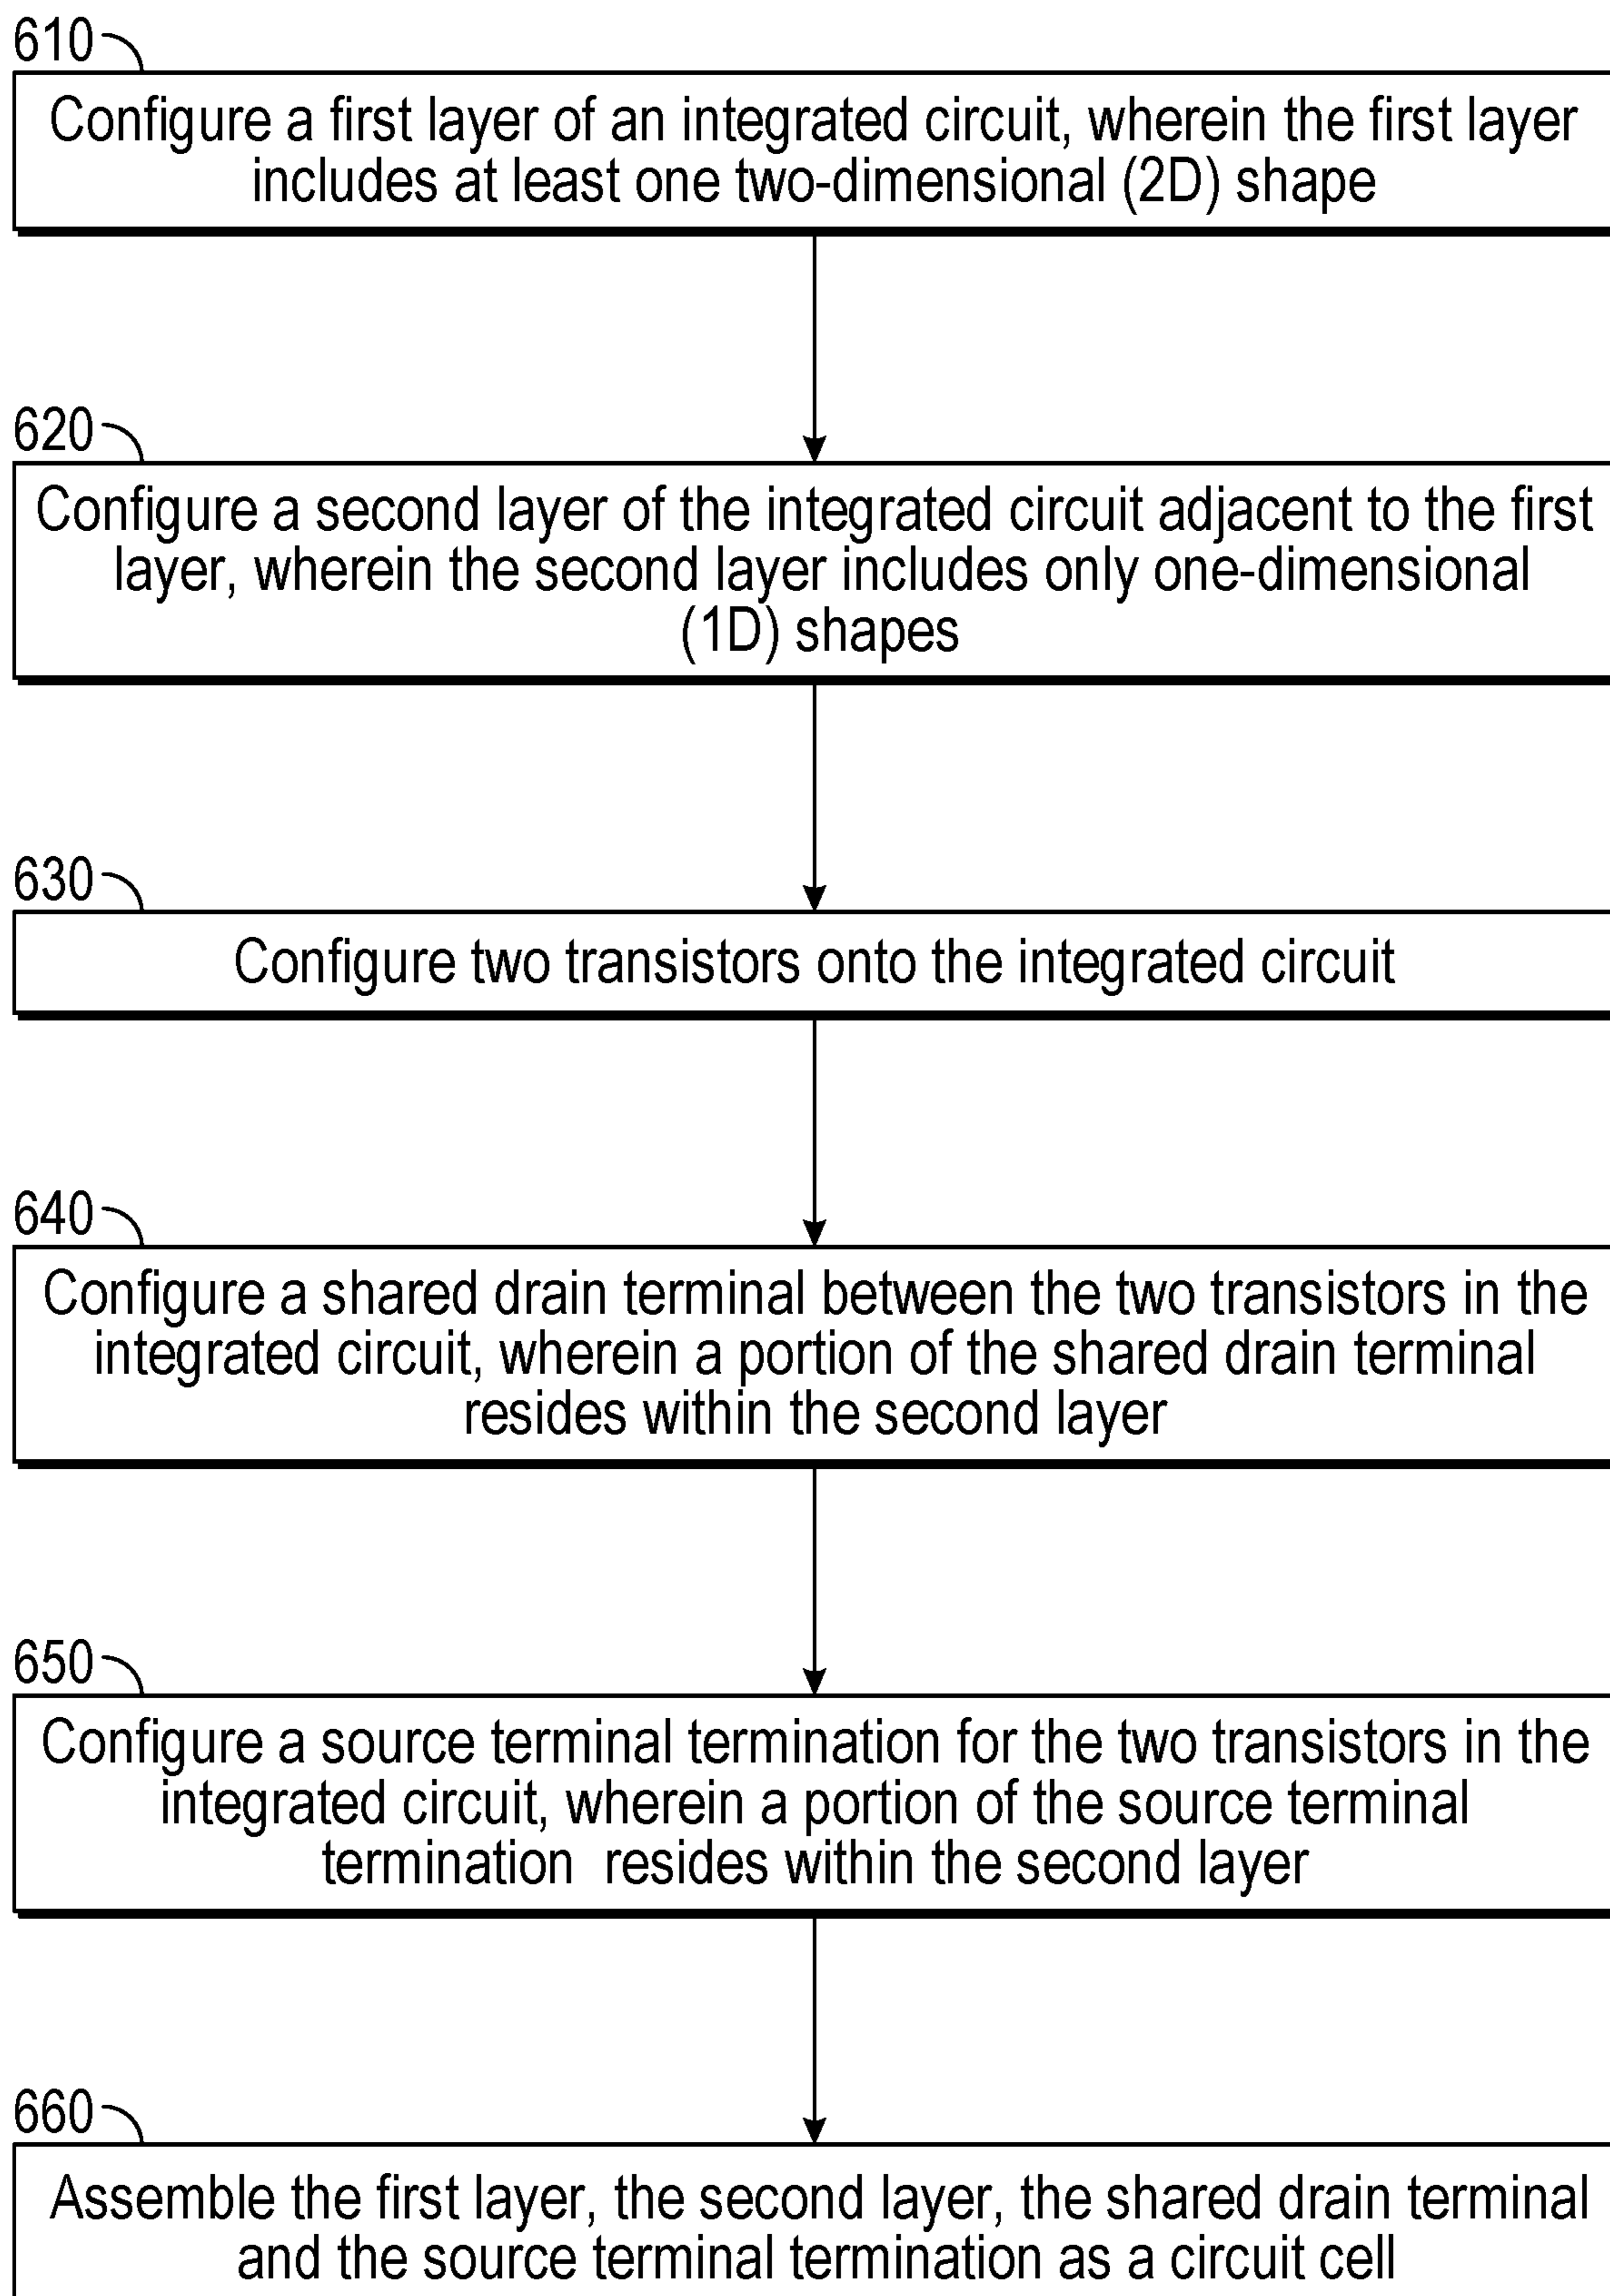 610
Configure a first layer of an integrated circuit, wherein the first layer
includes at least one two-dimensional (2D) shape
620
Configure a second layer of the integrated circuit adjacent to the first
layer, wherein the second layer includes only one-dimensional
(1D) shapes
630
Configure two transistors onto the integrated circuit
640
Configure a shared drain terminal between the two transistors in the
integrated circuit, wherein a portion of the shared drain terminal
resides within the second layer
650
Configure a source terminal termination for the two transistors in the
integrated circuit, wherein a portion of the source terminal
termination  resides within the second layer
660
Assemble the first layer, the second layer, the shared drain terminal
and the source terminal termination as a circuit cell